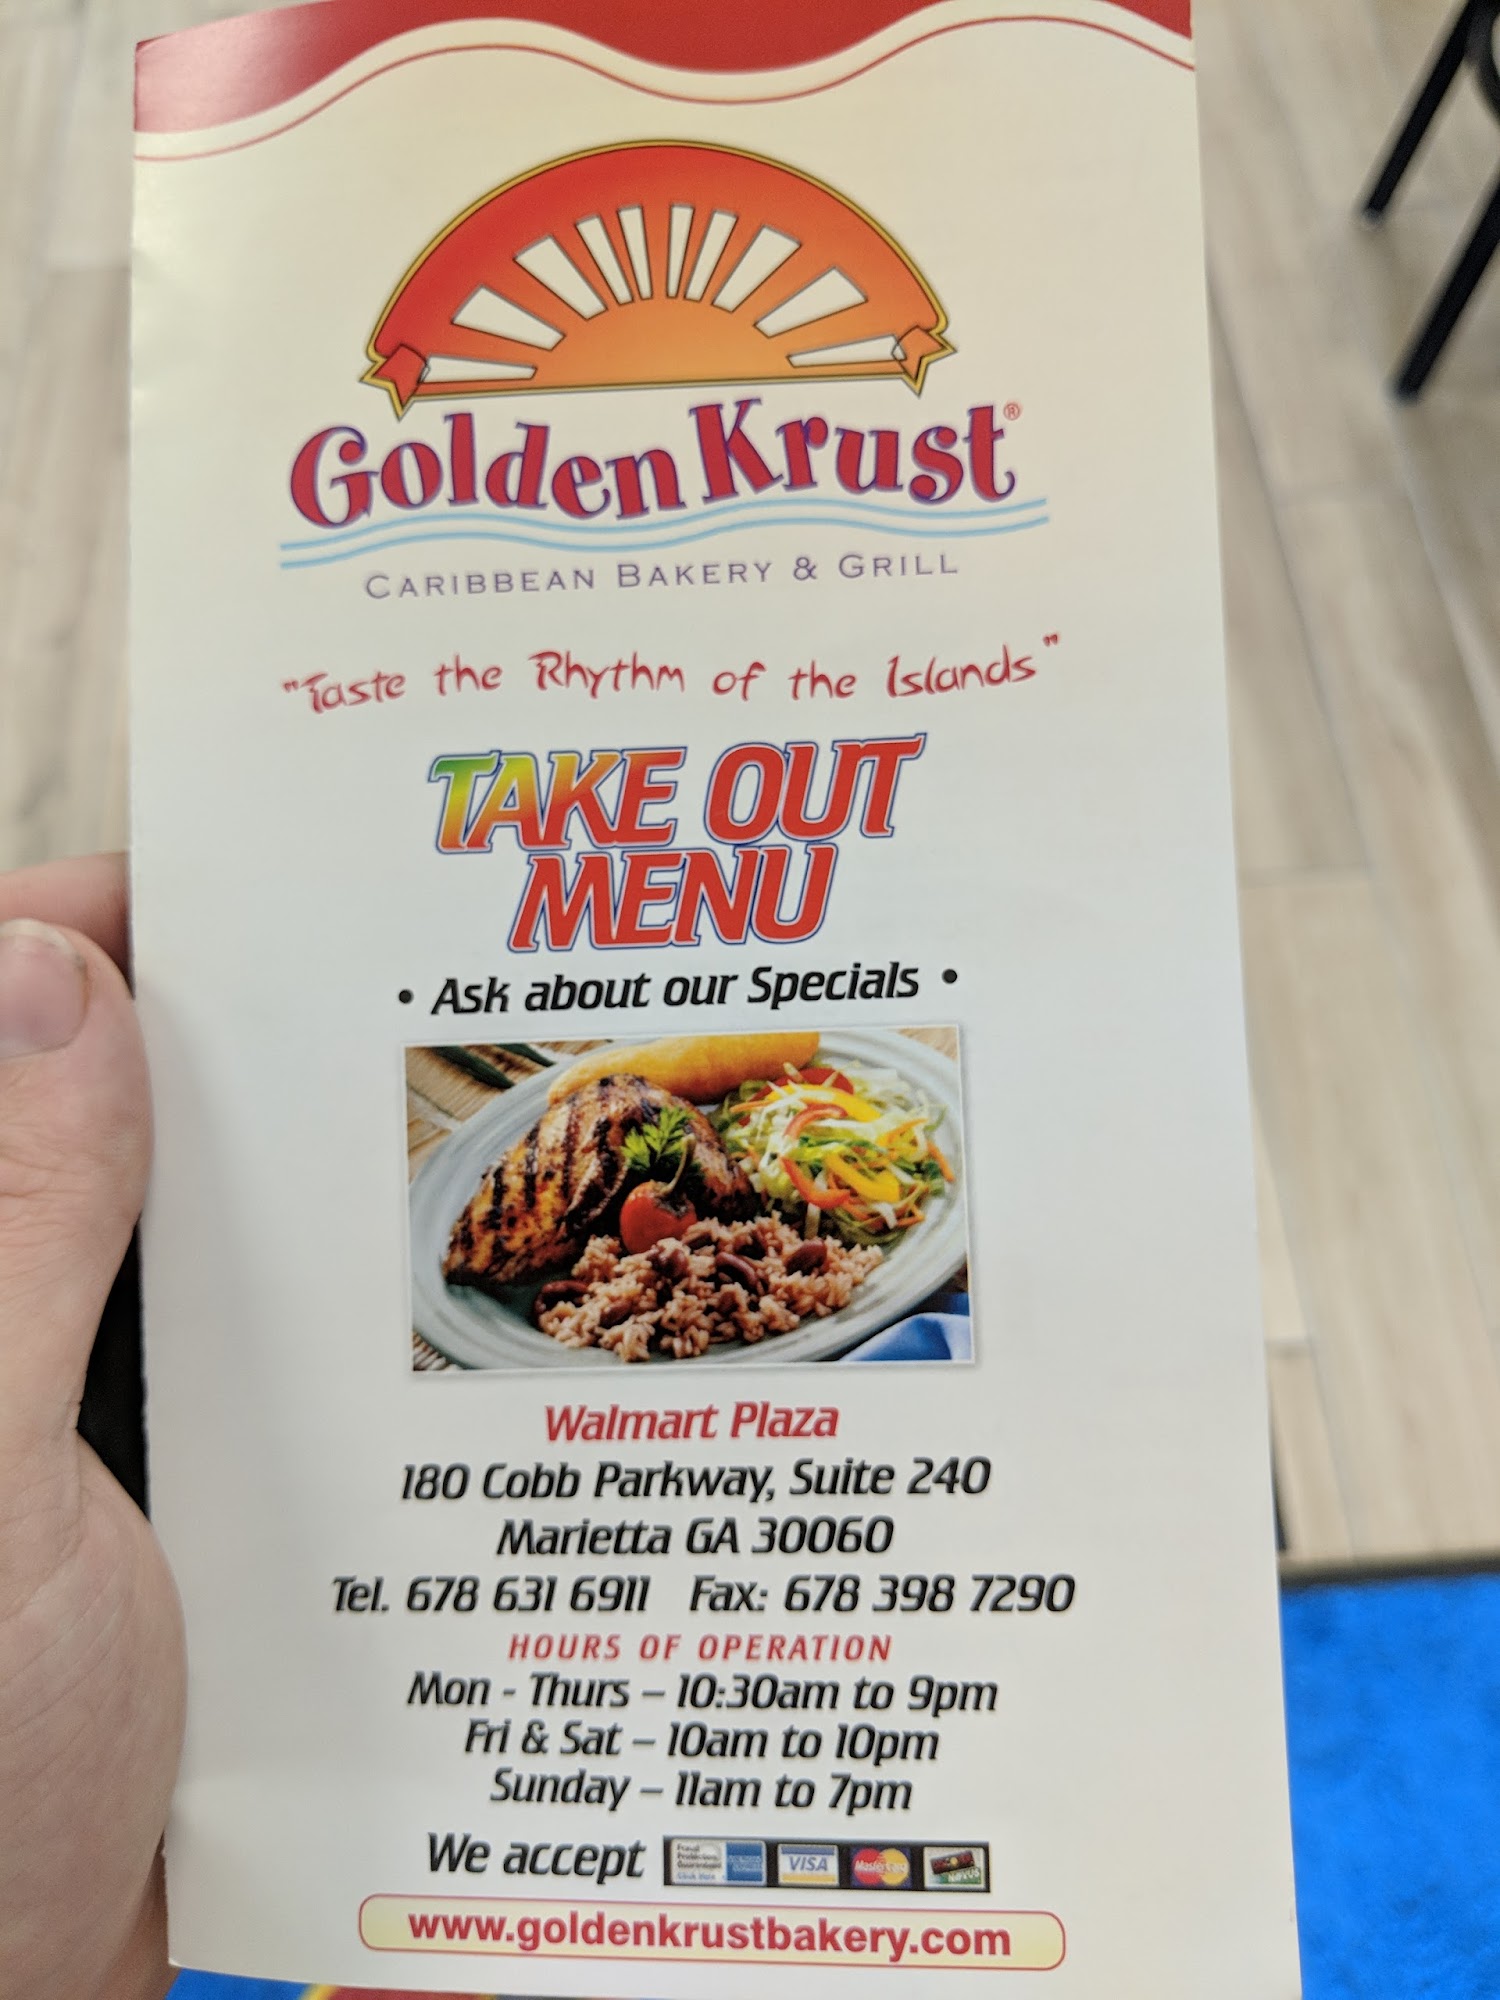 Golden Krust®
CARIBBEAN BAKERY & GRILL
"Taste the Rhythm of the Islands"
TAKE OUT
MENU
• Ask about our Specials •
Walmart Plaza
180 Cobb Parkway, Suite 240
Marietta GA 30060
Tel. 678 631 6911 Fax: 678 398 7290
HOURS OF OPERATION
Mon - Thurs – 10:30am to 9pm
Fri & Sat – 10am to 10pm
Sunday – 11am to 7pm
We accept VISA MasterCard NOVUS
www.goldenkrustbakery.com